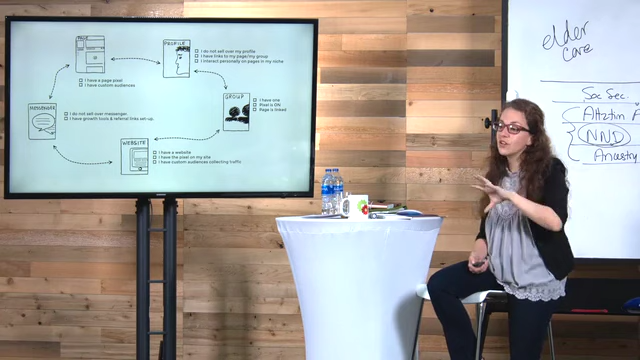 PAGE
☐ I have a page pixel
☐ I have custom audiences
PROFILE
☐ I do not sell over my profile
☐ I have links to my page/my group
☐ I interact personally on pages in my niche
GROUP
☐ I have one
☐ Pixel is ON
☐ Page is linked
MESSENGER
☐ I do not sell over messenger.
☐ I have growth tools & referral links set-up.
WEBSITE
☐ I have a website
☐ I have the pixel on my site
☐ I have custom audiences collecting traffic
elder
care
Soc Sec.
NND
Ancestry